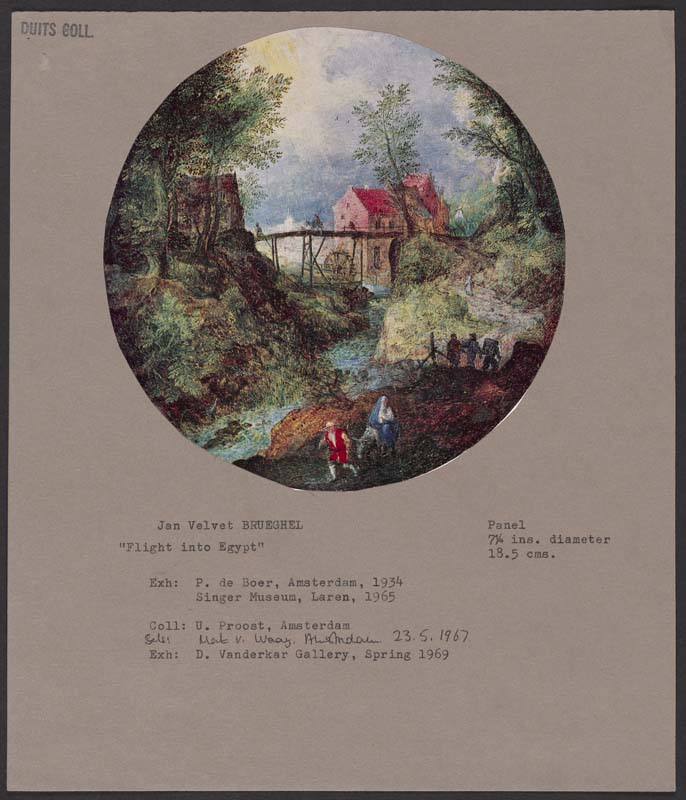 DUITS COLL.
Jan Velvet BRUEGHEL
"Flight into Egypt"
Panel
7¼ ins. diameter
18.5 cms.
Exh: P. de Boer, Amsterdam, 1934
Singer Museum, Laren, 1965
Coll: U. Proost, Amsterdam
Sale: Mak v. Waay, Amsterdam 23.5.1967
Exh: D. Vanderkar Gallery, Spring 1969